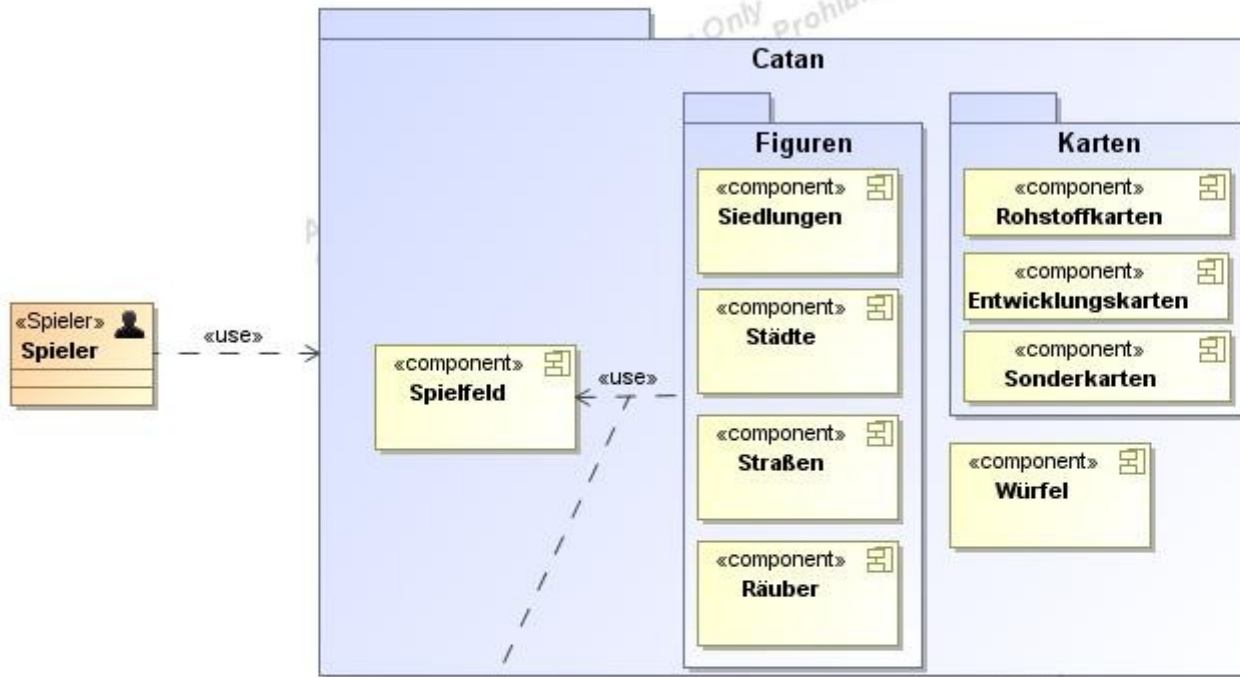 Only
Catan
Figuren
Karten
«component»
Siedlungen
«component»
Rohstoffkarten
«component»
Entwicklungskarten
«component»
Städte
«Spieler»
Spieler
«use»
«component»
Spielfeld
«use»
«component»
Sonderkarten
«component»
Straßen
«component»
Würfel
«component»
Räuber